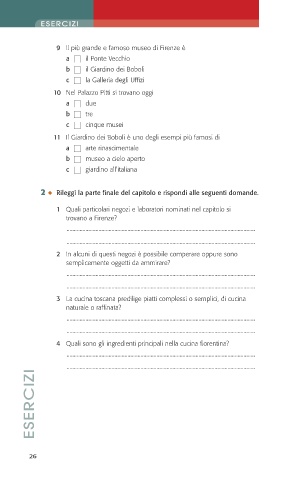 ESERCIZI
9 Il più grande e famoso museo di Firenze è
a il Ponte Vecchio
b il Giardino dei Boboli
c la Galleria degli Uffizi
10 Nel Palazzo Pitti si trovano oggi
a due
b tre
c cinque musei
11 Il Giardino dei Boboli è uno degli esempi più famosi di
a arte rinascimentale
b museo a cielo aperto
c giardino all'italiana
2 ◆ Rileggi la parte finale del capitolo e rispondi alle seguenti domande.
1 Quali particolari negozi e laboratori nominati nel capitolo si
trovano a Firenze?
2 In alcuni di questi negozi è possibile comperare oppure sono
semplicemente oggetti da ammirare?
3 La cucina toscana predilige piatti complessi o semplici, di cucina
naturale o raffinata?
4 Quali sono gli ingredienti principali nella cucina fiorentina?
ESERCIZI
26